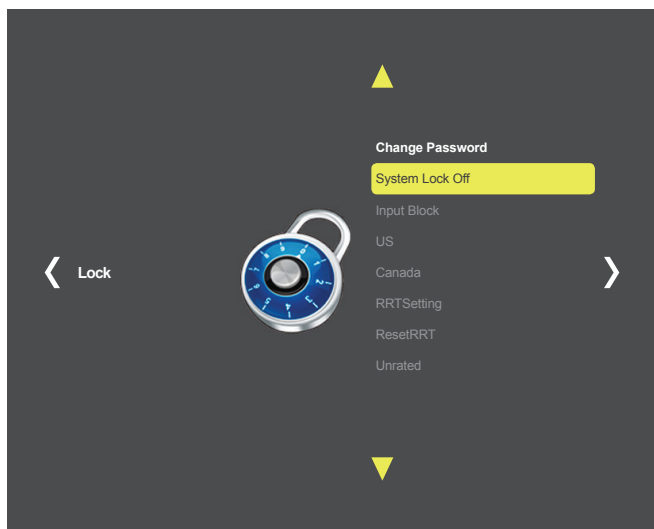 Change Password
System Lock Off
Input Block
US
Lock
Canada
RRTSetting
ResetRRT
Unrated